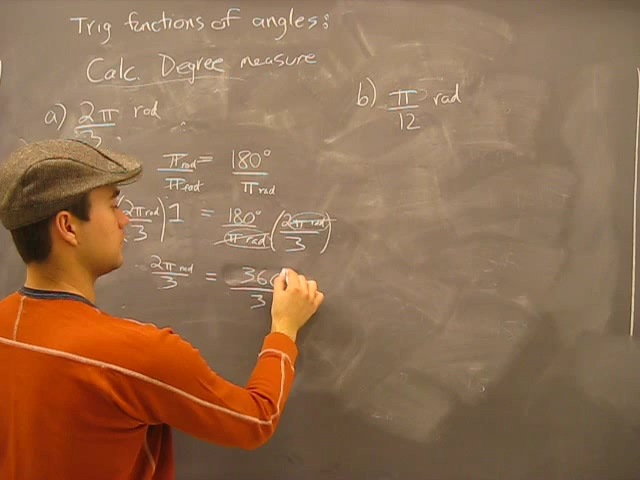 Trig functions of angles:
Calc. Degree measure
a) 2π/3 rad
π rad/π rad = 180°/π rad
(2π rad/3) 1 = 180°/π rad (2π rad/3)
2π rad/3 = 360/3
b) π/12 rad